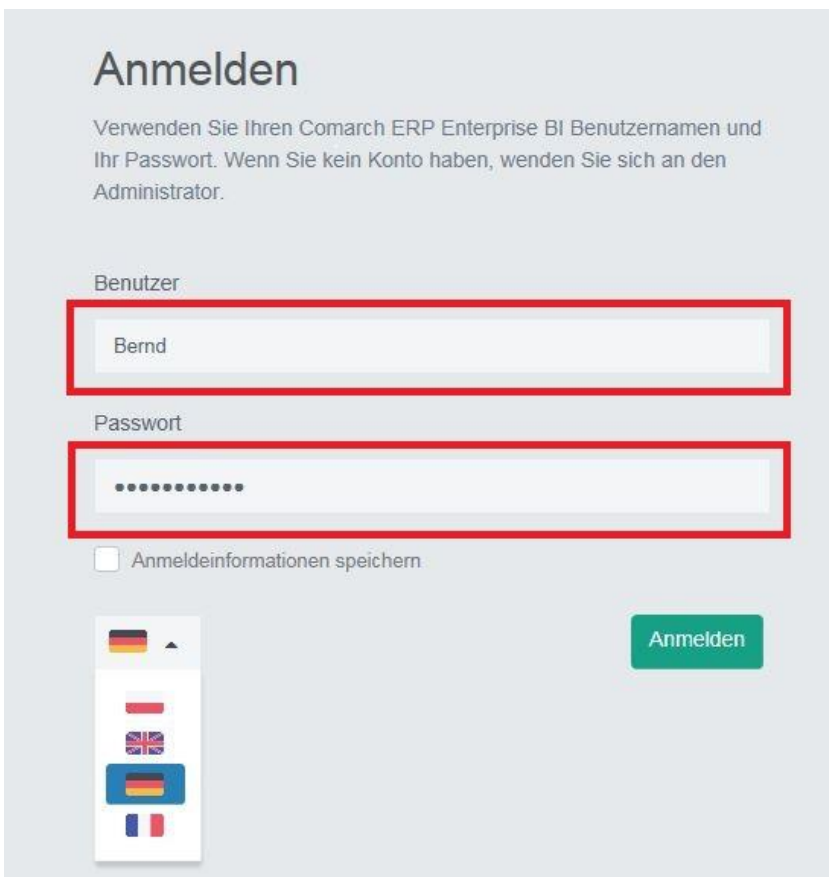 Anmelden
Verwenden Sie Ihren Comarch ERP Enterprise BI Benutzernamen und
Ihr Passwort. Wenn Sie kein Konto haben, wenden Sie sich an den
Administrator.
Benutzer
Bernd
Passwort
•••••••••••
Anmeldeinformationen speichern
Anmelden